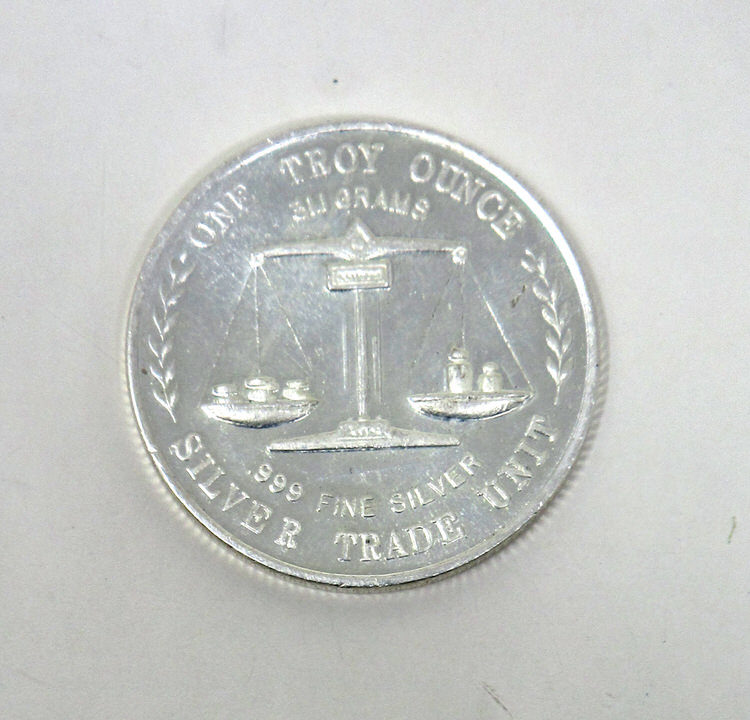 ONE TROY OUNCE
31.1 GRAMS
.999 FINE SILVER
SILVER TRADE UNIT